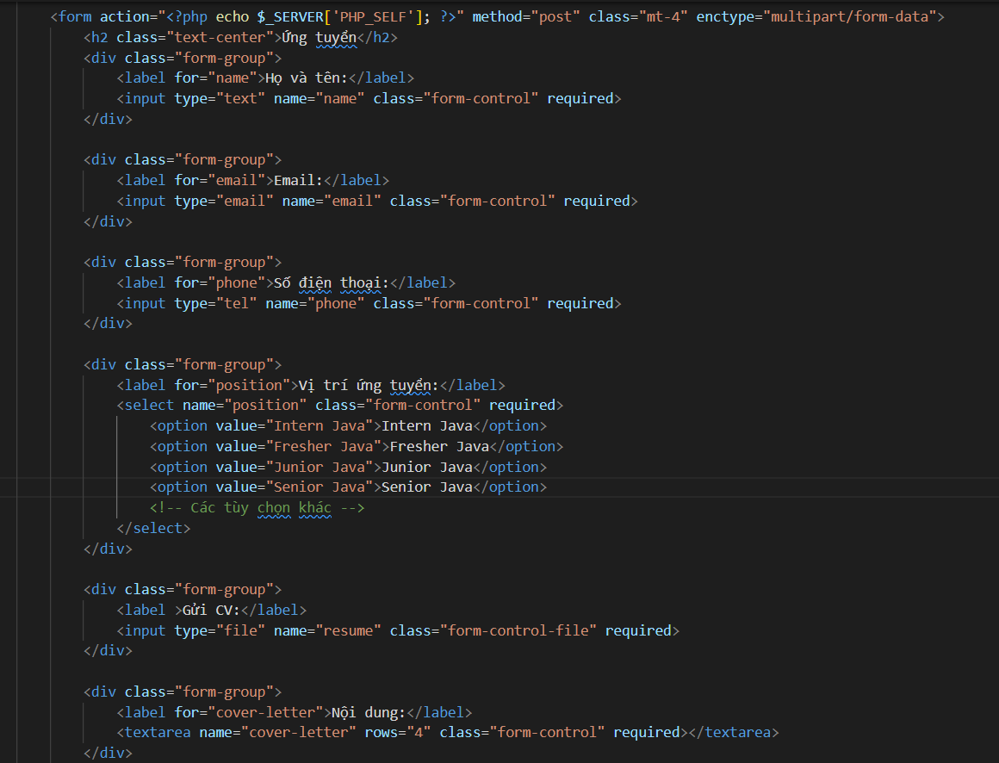 <form action="<?php echo $_SERVER['PHP_SELF']; ?>" method="post" class="mt-4" enctype="multipart/form-data">
<h2 class="text-center">Ứng tuyển</h2>
<div class="form-group">
<label for="name">Họ và tên:</label>
<input type="text" name="name" class="form-control" required>
</div>
<div class="form-group">
<label for="email">Email:</label>
<input type="email" name="email" class="form-control" required>
</div>
<div class="form-group">
<label for="phone">Số điện thoại:</label>
<input type="tel" name="phone" class="form-control" required>
</div>
<div class="form-group">
<label for="position">Vị trí ứng tuyển:</label>
<select name="position" class="form-control" required>
<option value="Intern Java">Intern Java</option>
<option value="Fresher Java">Fresher Java</option>
<option value="Junior Java">Junior Java</option>
<option value="Senior Java">Senior Java</option>
<!-- Các tùy chọn khác -->
</select>
</div>
<div class="form-group">
<label >Gửi CV:</label>
<input type="file" name="resume" class="form-control-file" required>
</div>
<div class="form-group">
<label for="cover-letter">Nội dung:</label>
<textarea name="cover-letter" rows="4" class="form-control" required></textarea>
</div>